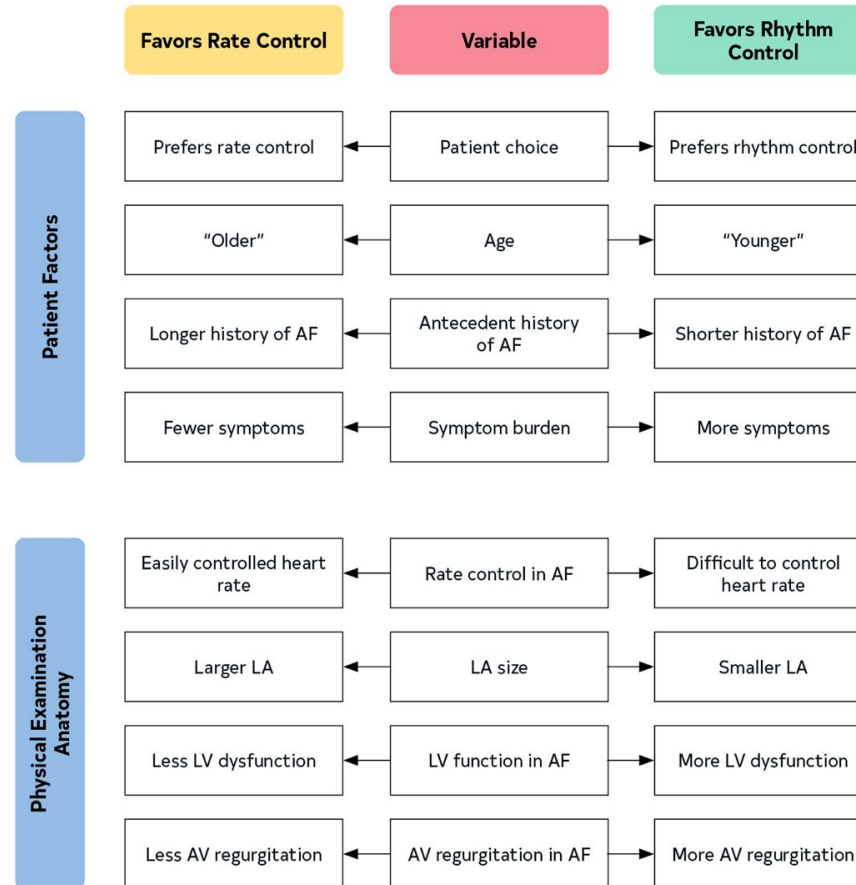 Favors Rate Control
Variable
Favors Rhythm
Control
Patient Factors
Prefers rate control
Patient choice
Prefers rhythm control
"Older"
Age
"Younger"
Longer history of AF
Antecedent history
of AF
Shorter history of AF
Fewer symptoms
Symptom burden
More symptoms
Physical Examination
Anatomy
Easily controlled heart
rate
Rate control in AF
Difficult to control
heart rate
Larger LA
LA size
Smaller LA
Less LV dysfunction
LV function in AF
More LV dysfunction
Less AV regurgitation
AV regurgitation in AF
More AV regurgitation